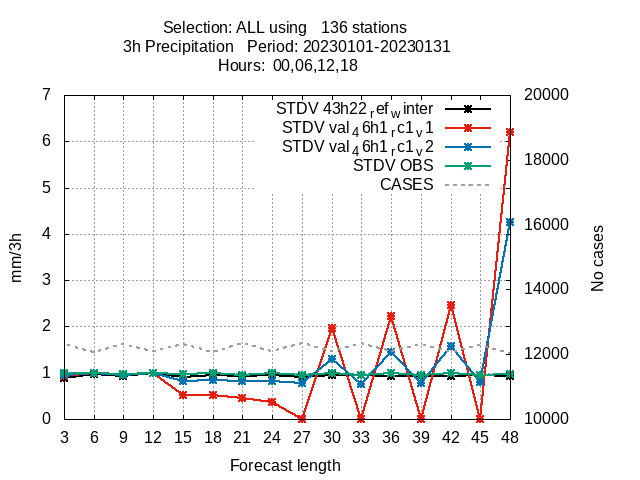 Selection: ALL using 136 stations
3h Precipitation Period: 20230101-20230131
Hours: 00,06,12,18
STDV 43h22_ref_winter
STDV val_46h1_rc1_v1
STDV val_46h1_rc1_v2
STDV OBS
CASES
7
6
5
4
3
2
1
0
mm/3h
20000
18000
16000
14000
12000
10000
No cases
3 6 9 12 15 18 21 24 27 30 33 36 39 42 45 48
Forecast length